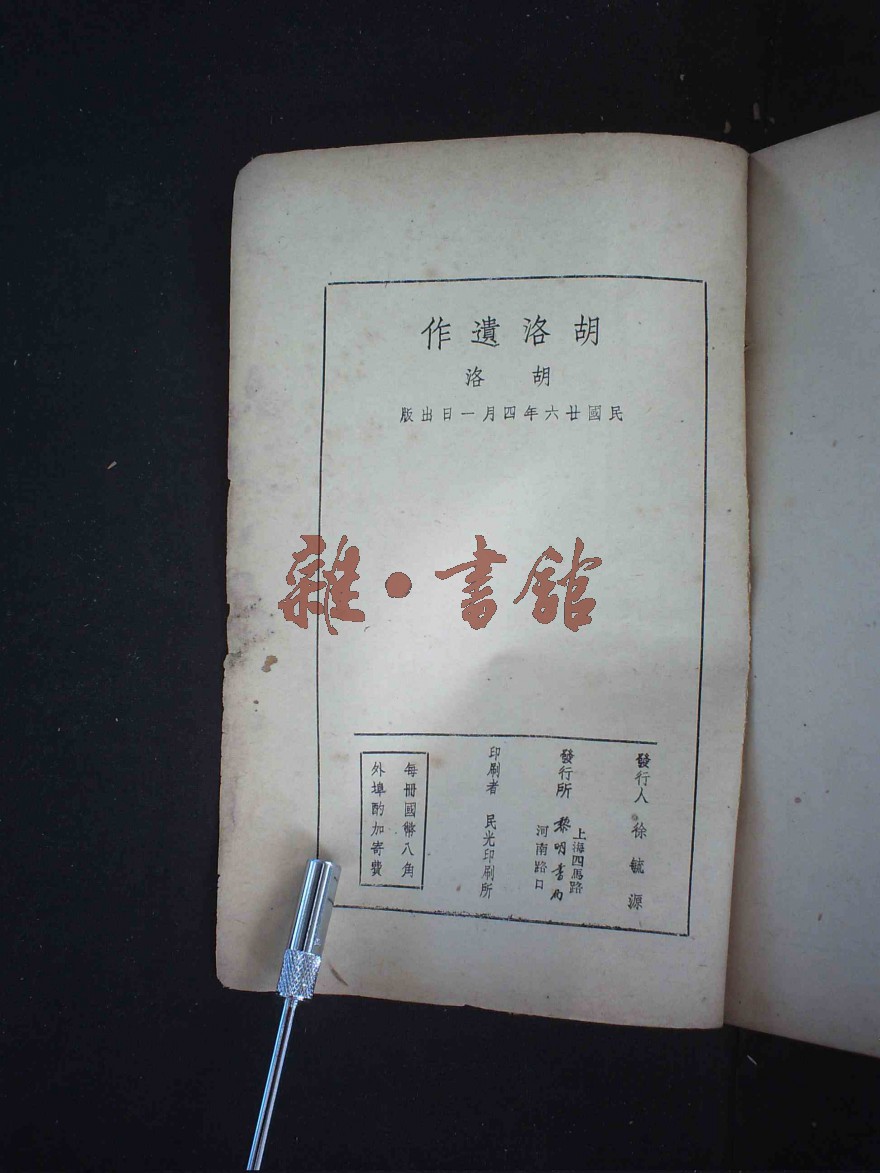 胡洛遺作
胡洛
民國廿六年四月一日出版
雜·書館
發行人 徐毓源
發行所 黎明書局
上海四馬路
河南路口
印刷者 民光印刷所
每冊國幣八角
外埠酌加寄費